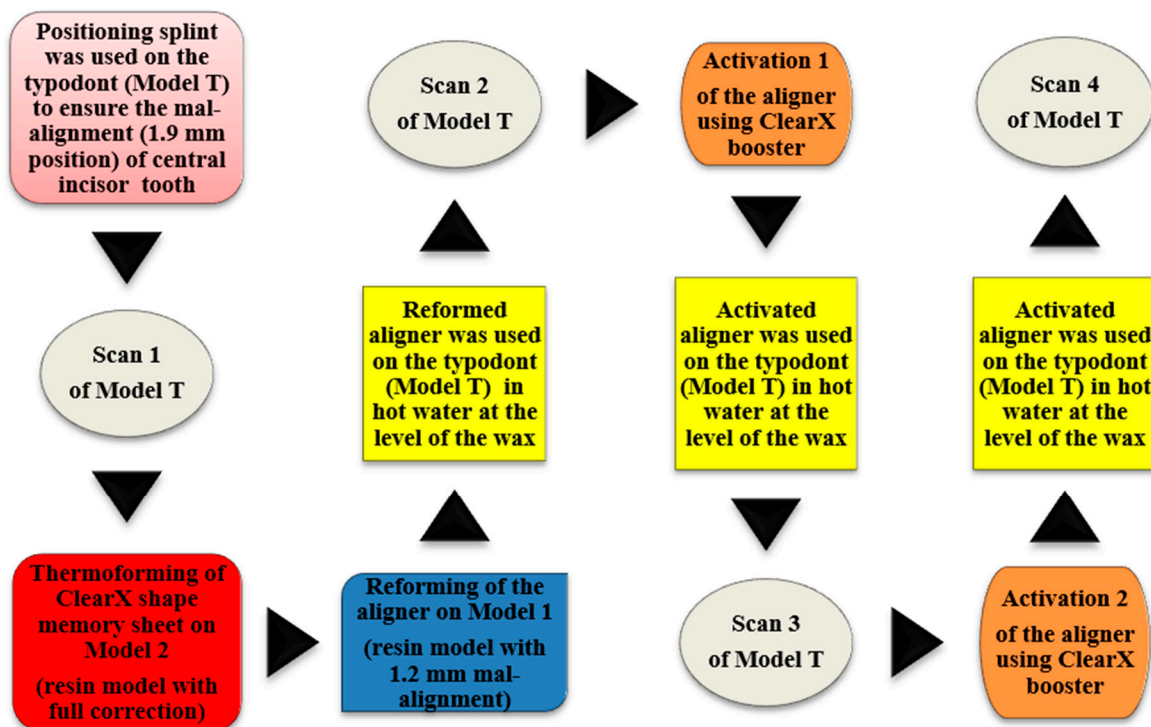 Positioning splint
was used on the
typodont (Model T)
to ensure the mal-
alignment (1.9 mm
position) of central
incisor tooth
Scan 1
of Model T
Thermoforming of
ClearX shape
memory sheet on
Model 2
(resin model with
full correction)
Reforming of the
aligner on Model 1
(resin model with
1.2 mm mal-
alignment)
Reformed
aligner was used
on the typodont
(Model T) in
hot water at the
level of the wax
Scan 2
of Model T
Activation 1
of the aligner
using ClearX
booster
Activated
aligner was used
on the typodont
(Model T) in hot
water at the
level of the wax
Scan 3
of Model T
Activation 2
of the aligner
using ClearX
booster
Activated
aligner was used
on the typodont
(Model T) in hot
water at the
level of the wax
Scan 4
of Model T